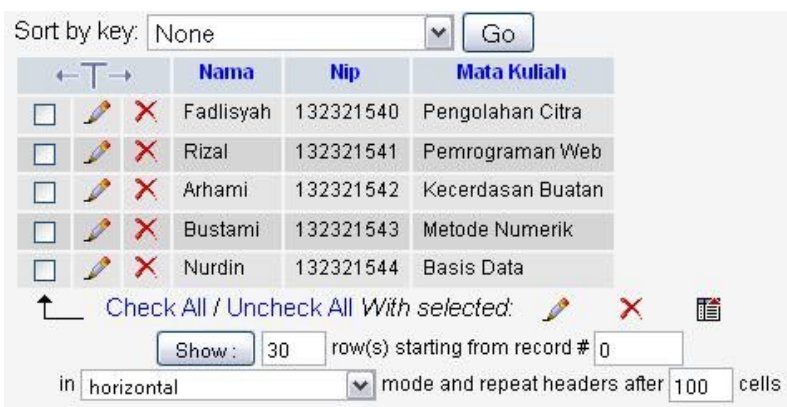 Sort by key: None Go
←T→ Nama Nip Mata Kuliah
Fadlisyah 132321540 Pengolahan Citra
Rizal 132321541 Pemrograman Web
Arhami 132321542 Kecerdasan Buatan
Bustami 132321543 Metode Numerik
Nurdin 132321544 Basis Data
Check All / Uncheck All With selected:
Show : 30 row(s) starting from record # 0
in horizontal mode and repeat headers after 100 cells